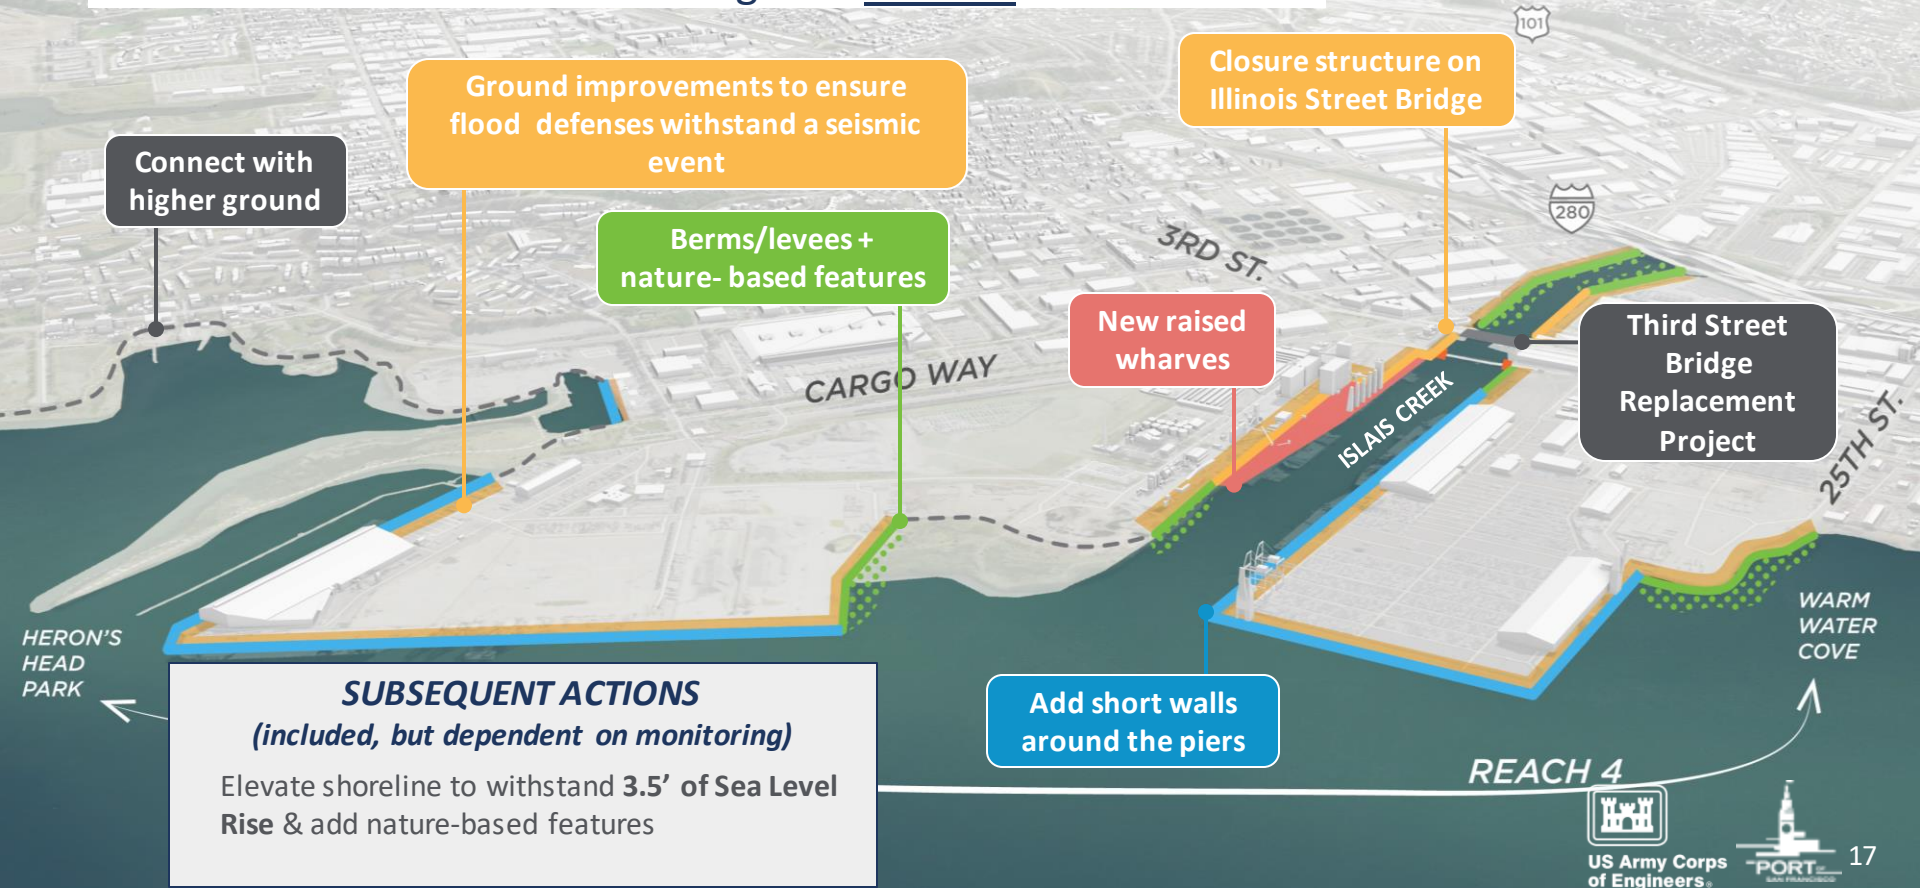 101
Closure structure on
Illinois Street Bridge
Ground improvements to ensure
flood defenses withstand a seismic
event
Connect with
higher ground
280
Berms/levees +
nature- based features
3RD ST.
New raised
wharves
Third Street
Bridge
Replacement
Project
CARGO WAY
ISLAIS CREEK
25TH ST.
HERON'S
HEAD
PARK
WARM
WATER
COVE
SUBSEQUENT ACTIONS
(included, but dependent on monitoring)
Elevate shoreline to withstand 3.5’ of Sea Level
Rise & add nature-based features
Add short walls
around the piers
REACH 4
US Army Corps
of Engineers®
PORT OF
SAN FRANCISCO
17